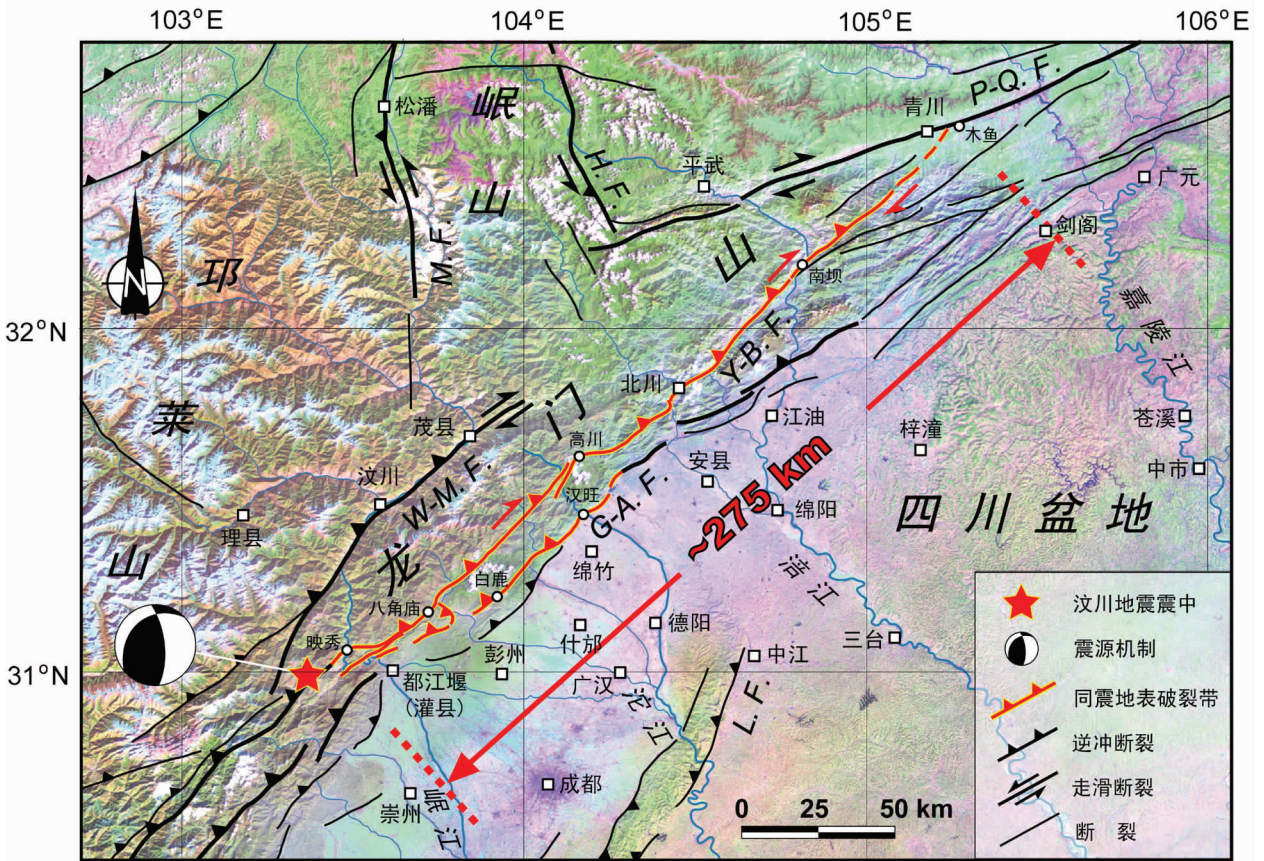 103°E
104°E
105°E
106°E
32°N
31°N
松潘
岷
山
H. F.
平武
青川
P-Q. F.
木鱼
广元
剑阁
M. F.
邛
山
南坝
嘉陵江
Y-B. F.
北川
莱
茂县
门
高川
江油
梓潼
苍溪
汶川
W-M. F.
安县
中市
汉旺
G-A. F.
~275 km
绵阳
四川盆地
理县
山
龙
绵竹
涪江
白鹿
八角庙
什邡
德阳
三台
映秀
彭州
中江
都江堰
(灌县)
广汉
沱江
L. F.
成都
崇州
岷江
N
0 25 50 km
汶川地震震中
震源机制
同震地表破裂带
逆冲断裂
走滑断裂
断 裂